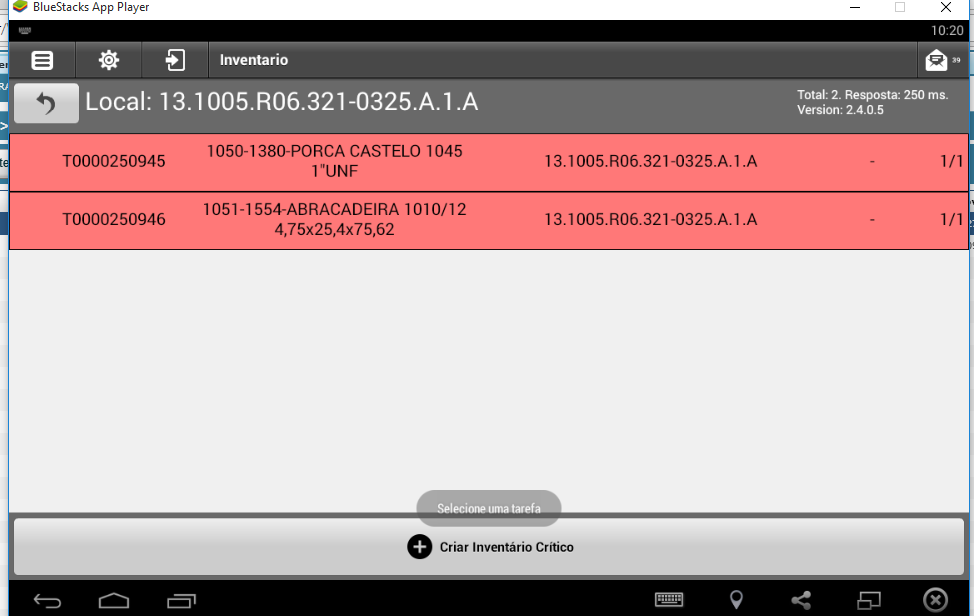 BlueStacks App Player
10:20
Inventario
39
Local: 13.1005.R06.321-0325.A.1.A
Total: 2. Resposta: 250 ms.
Version: 2.4.0.5
T0000250945
1050-1380-PORCA CASTELO 1045
1"UNF
13.1005.R06.321-0325.A.1.A
-
1/1
T0000250946
1051-1554-ABRACADEIRA 1010/12
4,75x25,4x75,62
13.1005.R06.321-0325.A.1.A
-
1/1
Selecione uma tarefa
Criar Inventário Crítico